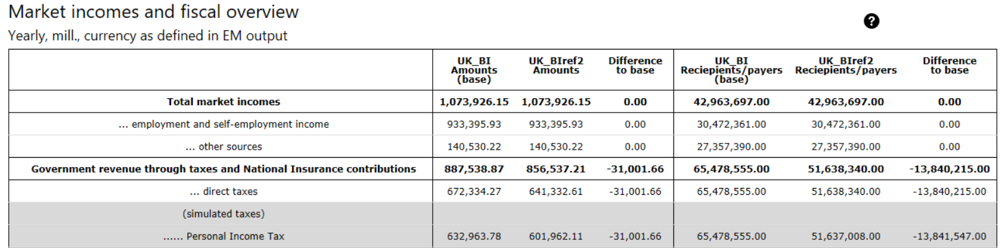 Market incomes and fiscal overview
?
Yearly, mill., currency as defined in EM output
UK_BI Amounts (base) UK_BIref2 Amounts Difference to base UK_BI Reciepients/payers (base) UK_BIref2 Reciepients/payers Difference to base
Total market incomes 1,073,926.15 1,073,926.15 0.00 42,963,697.00 42,963,697.00 0.00
... employment and self-employment income 933,395.93 933,395.93 0.00 30,472,361.00 30,472,361.00 0.00
... other sources 140,530.22 140,530.22 0.00 27,357,390.00 27,357,390.00 0.00
Government revenue through taxes and National Insurance contributions 887,538.87 856,537.21 -31,001.66 65,478,555.00 51,638,340.00 -13,840,215.00
... direct taxes 672,334.27 641,332.61 -31,001.66 65,478,555.00 51,638,340.00 -13,840,215.00
(simulated taxes)
...... Personal Income Tax 632,963.78 601,962.11 -31,001.66 65,478,555.00 51,637,008.00 -13,841,547.00